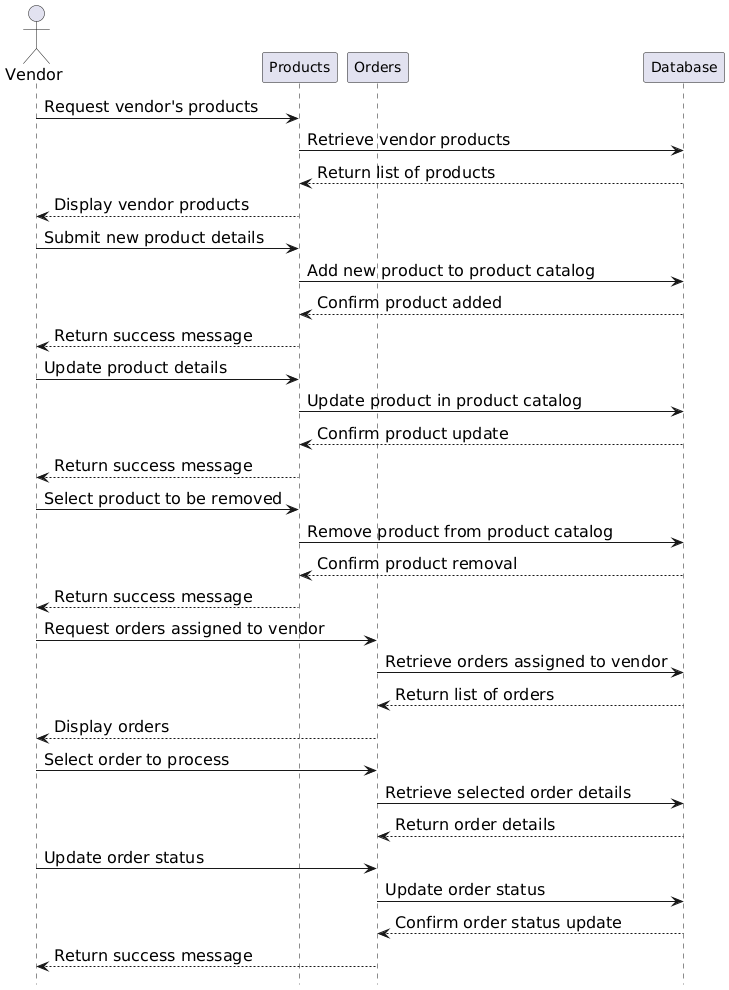 Vendor
Products
Orders
Database
Request vendor's products
Retrieve vendor products
Return list of products
Display vendor products
Submit new product details
Add new product to product catalog
Confirm product added
Return success message
Update product details
Update product in product catalog
Confirm product update
Return success message
Select product to be removed
Remove product from product catalog
Confirm product removal
Return success message
Request orders assigned to vendor
Retrieve orders assigned to vendor
Return list of orders
Display orders
Select order to process
Retrieve selected order details
Return order details
Update order status
Update order status
Confirm order status update
Return success message